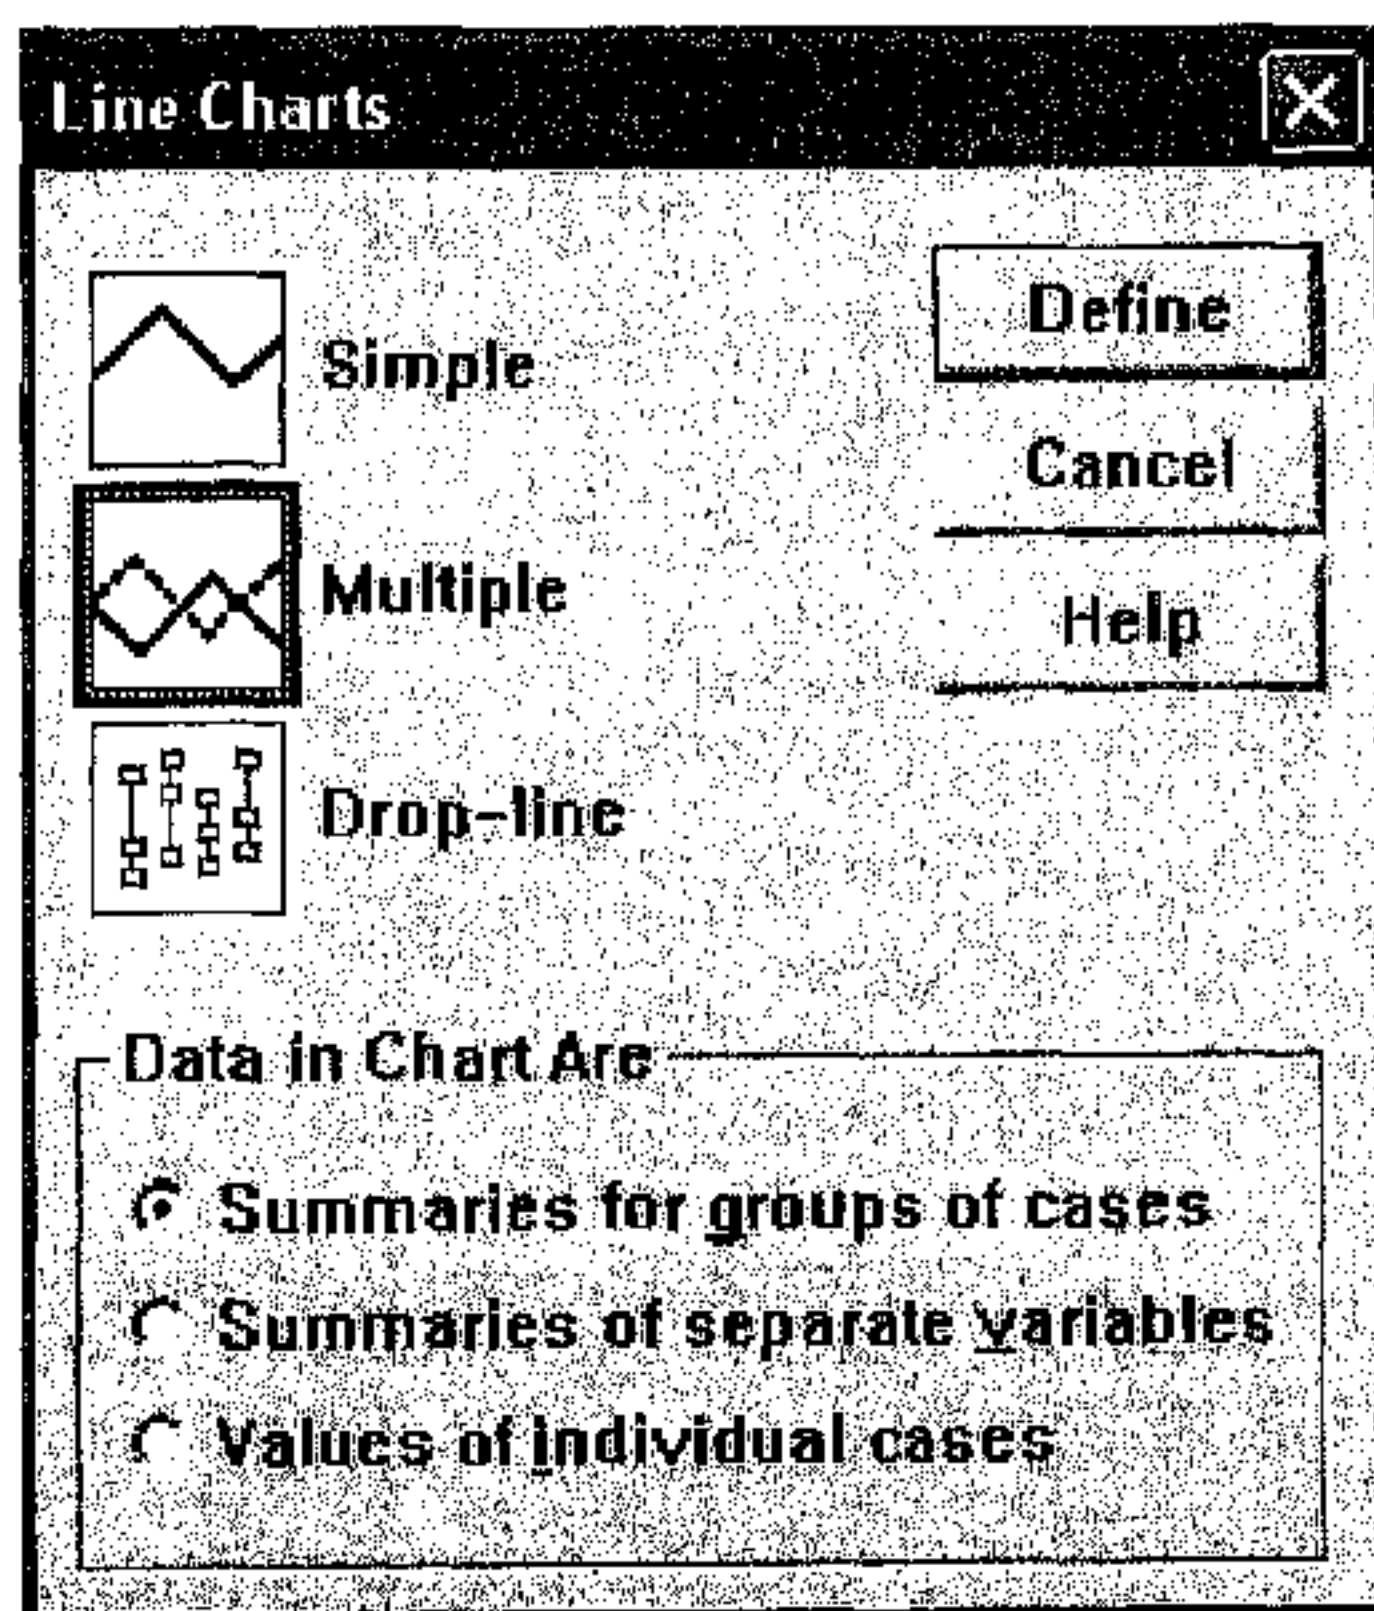 Line Charts
Simple
Multiple
Drop-line
Define
Cancel
Help
Data in Chart Are
Summaries for groups of cases
Summaries of separate variables
Values of individual cases